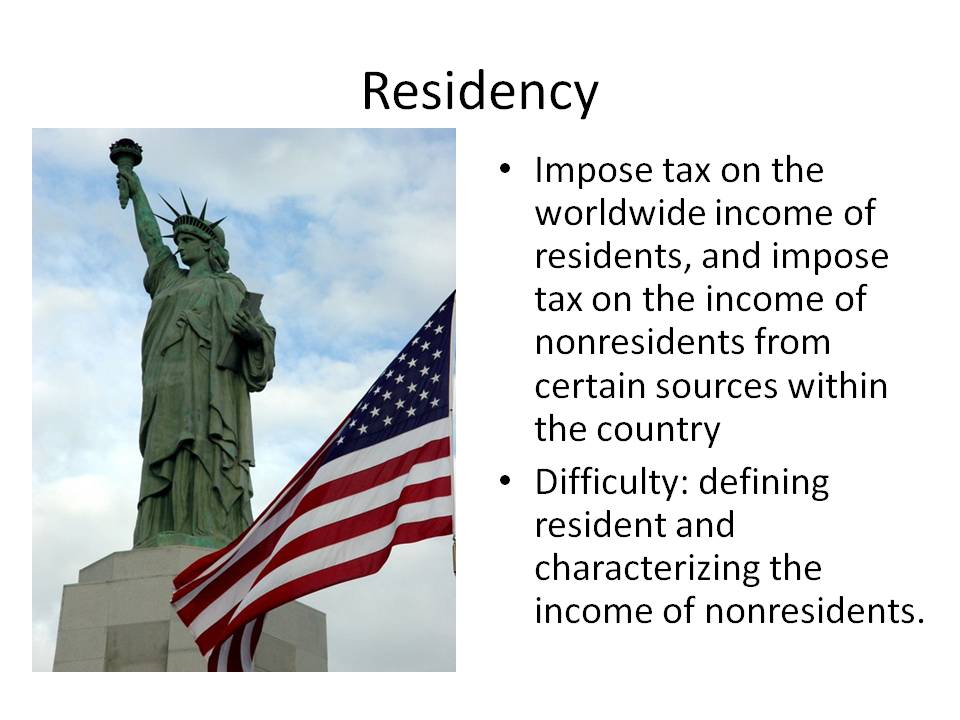 Residency
• Impose tax on the
worldwide income of
residents, and impose
tax on the income of
nonresidents from
certain sources within
the country
• Difficulty: defining
resident and
characterizing the
income of nonresidents.